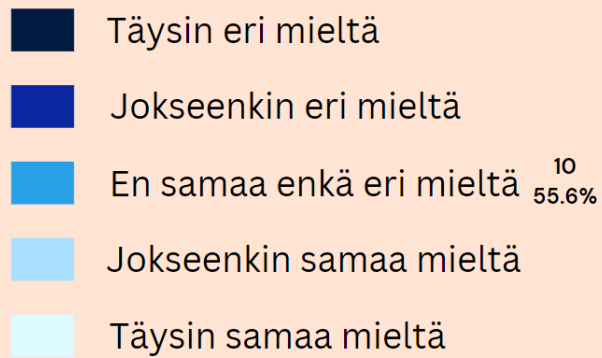 Täysin eri mieltä
Jokseenkin eri mieltä
En samaa enkä eri mieltä
10
55.6%
Jokseenkin samaa mieltä
Täysin samaa mieltä